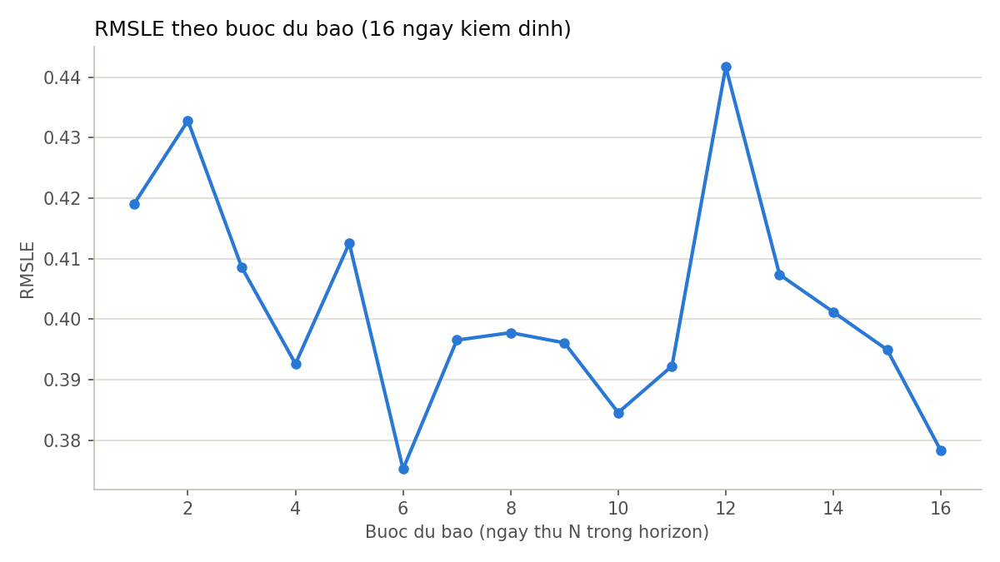 RMSLE theo buoc du bao (16 ngay kiem dinh)
0.44
0.43
0.42
0.41
0.40
0.39
0.38
RMSLE
2 4 6 8 10 12 14 16
Buoc du bao (ngay thu N trong horizon)